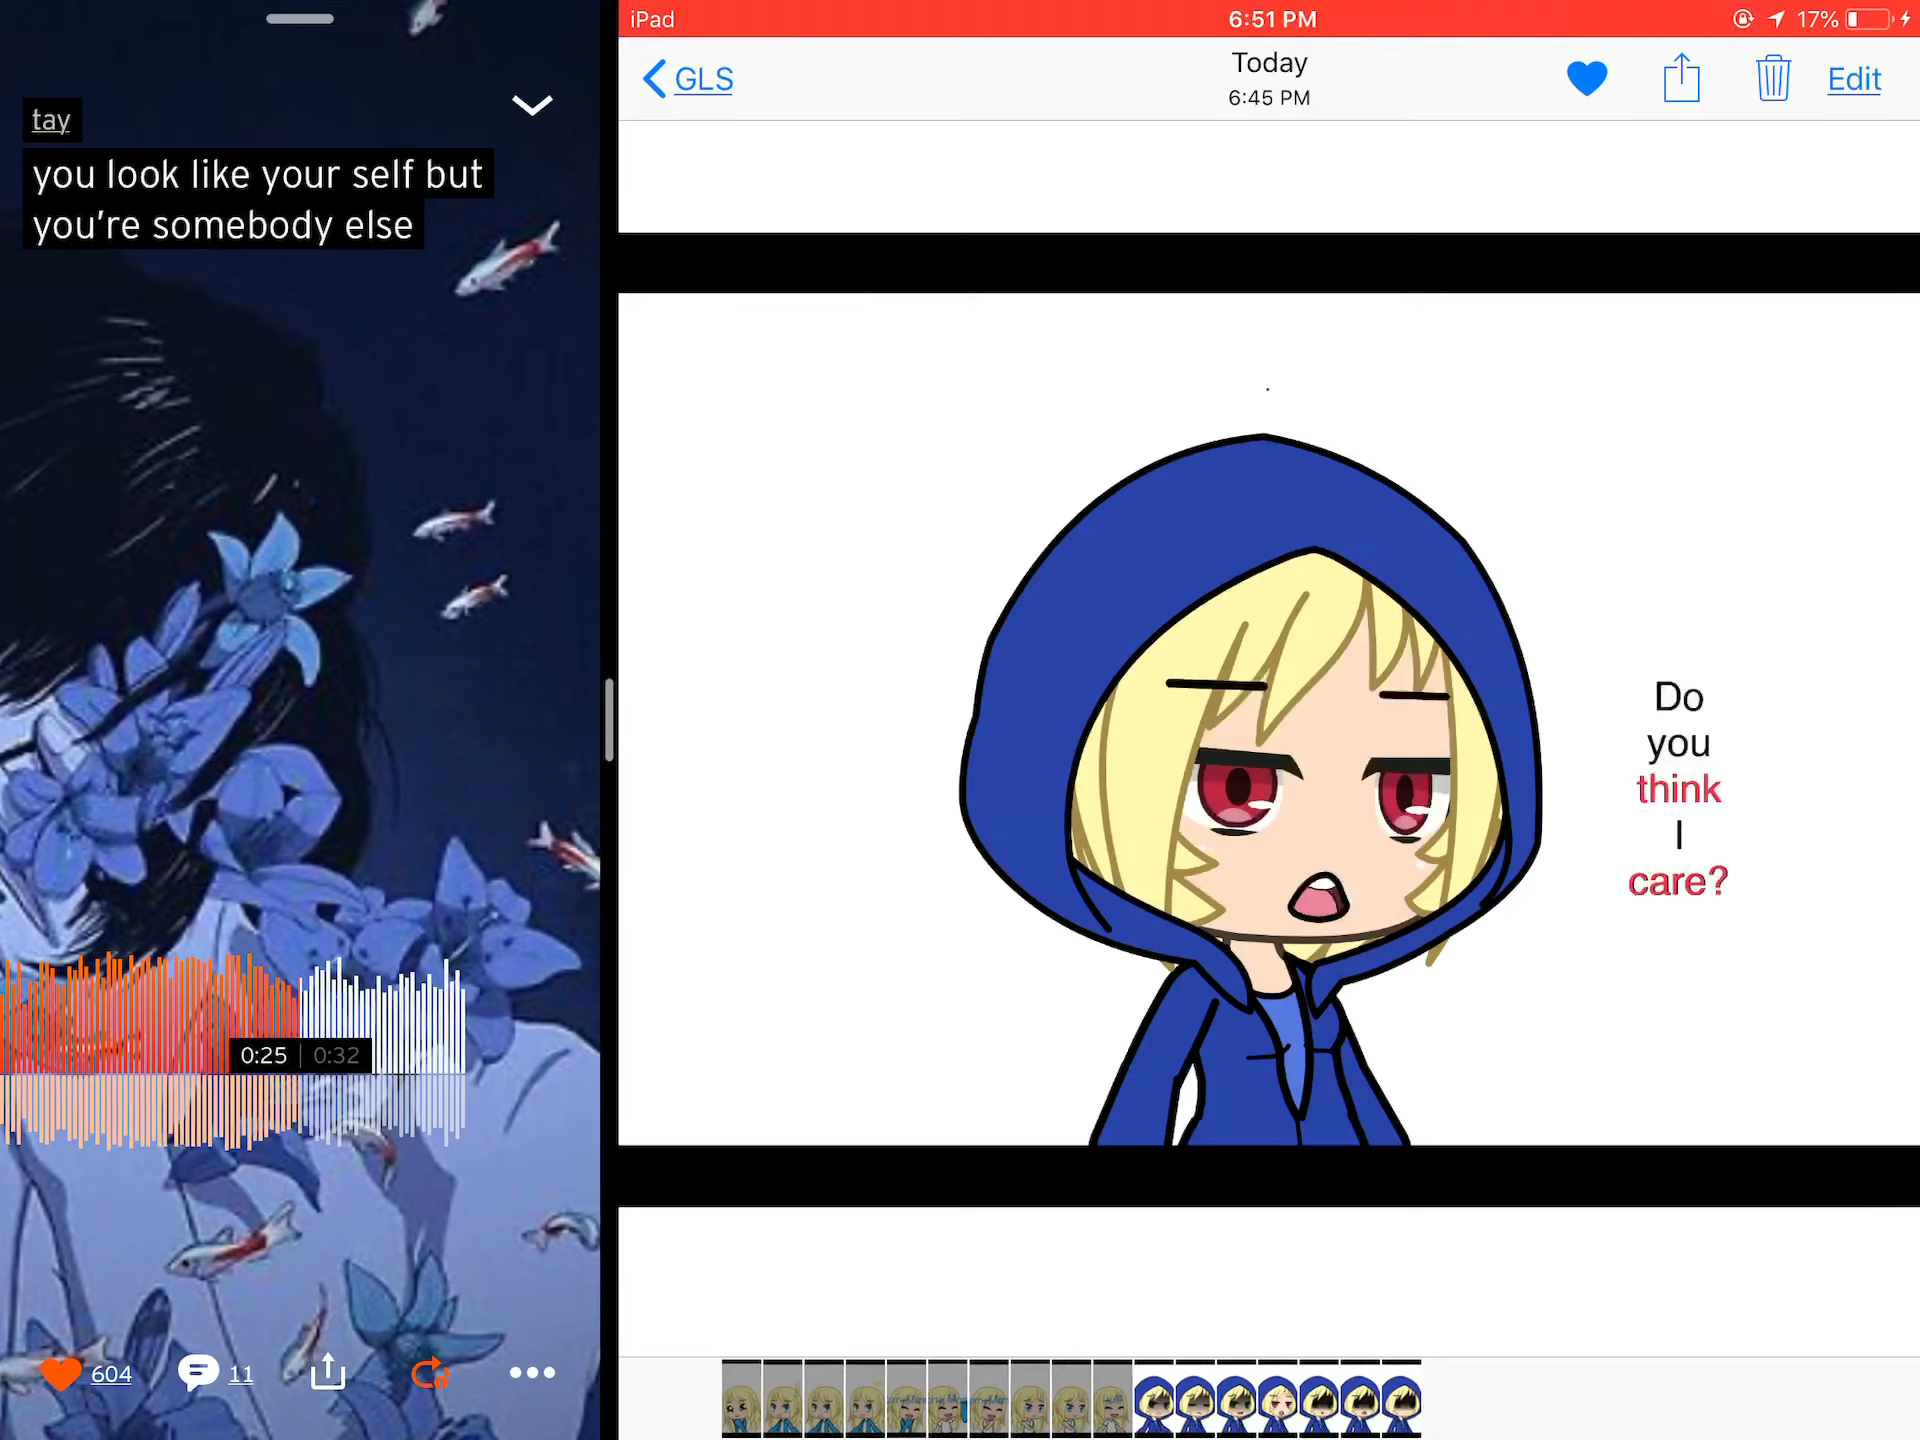 tay
you look like your self but
you're somebody else
0:25 | 0:32
604
11
iPad
6:51 PM
17%
GLS
Today
6:45 PM
Edit
Do
you
think
I
care?